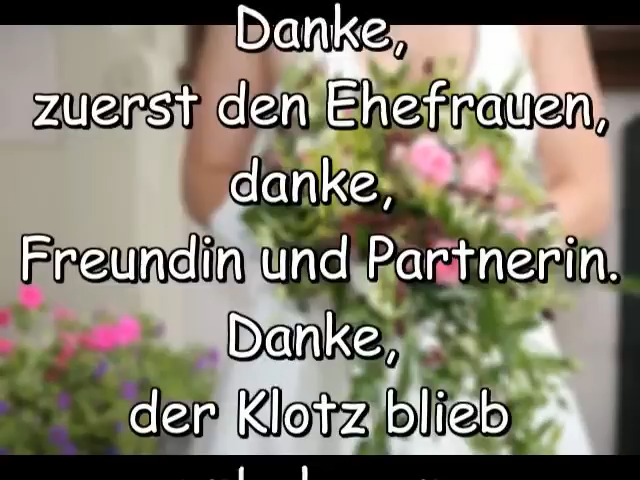 Danke,
zuerst den Ehefrauen,
danke,
Freundin und Partnerin.
Danke,
der Klotz blieb